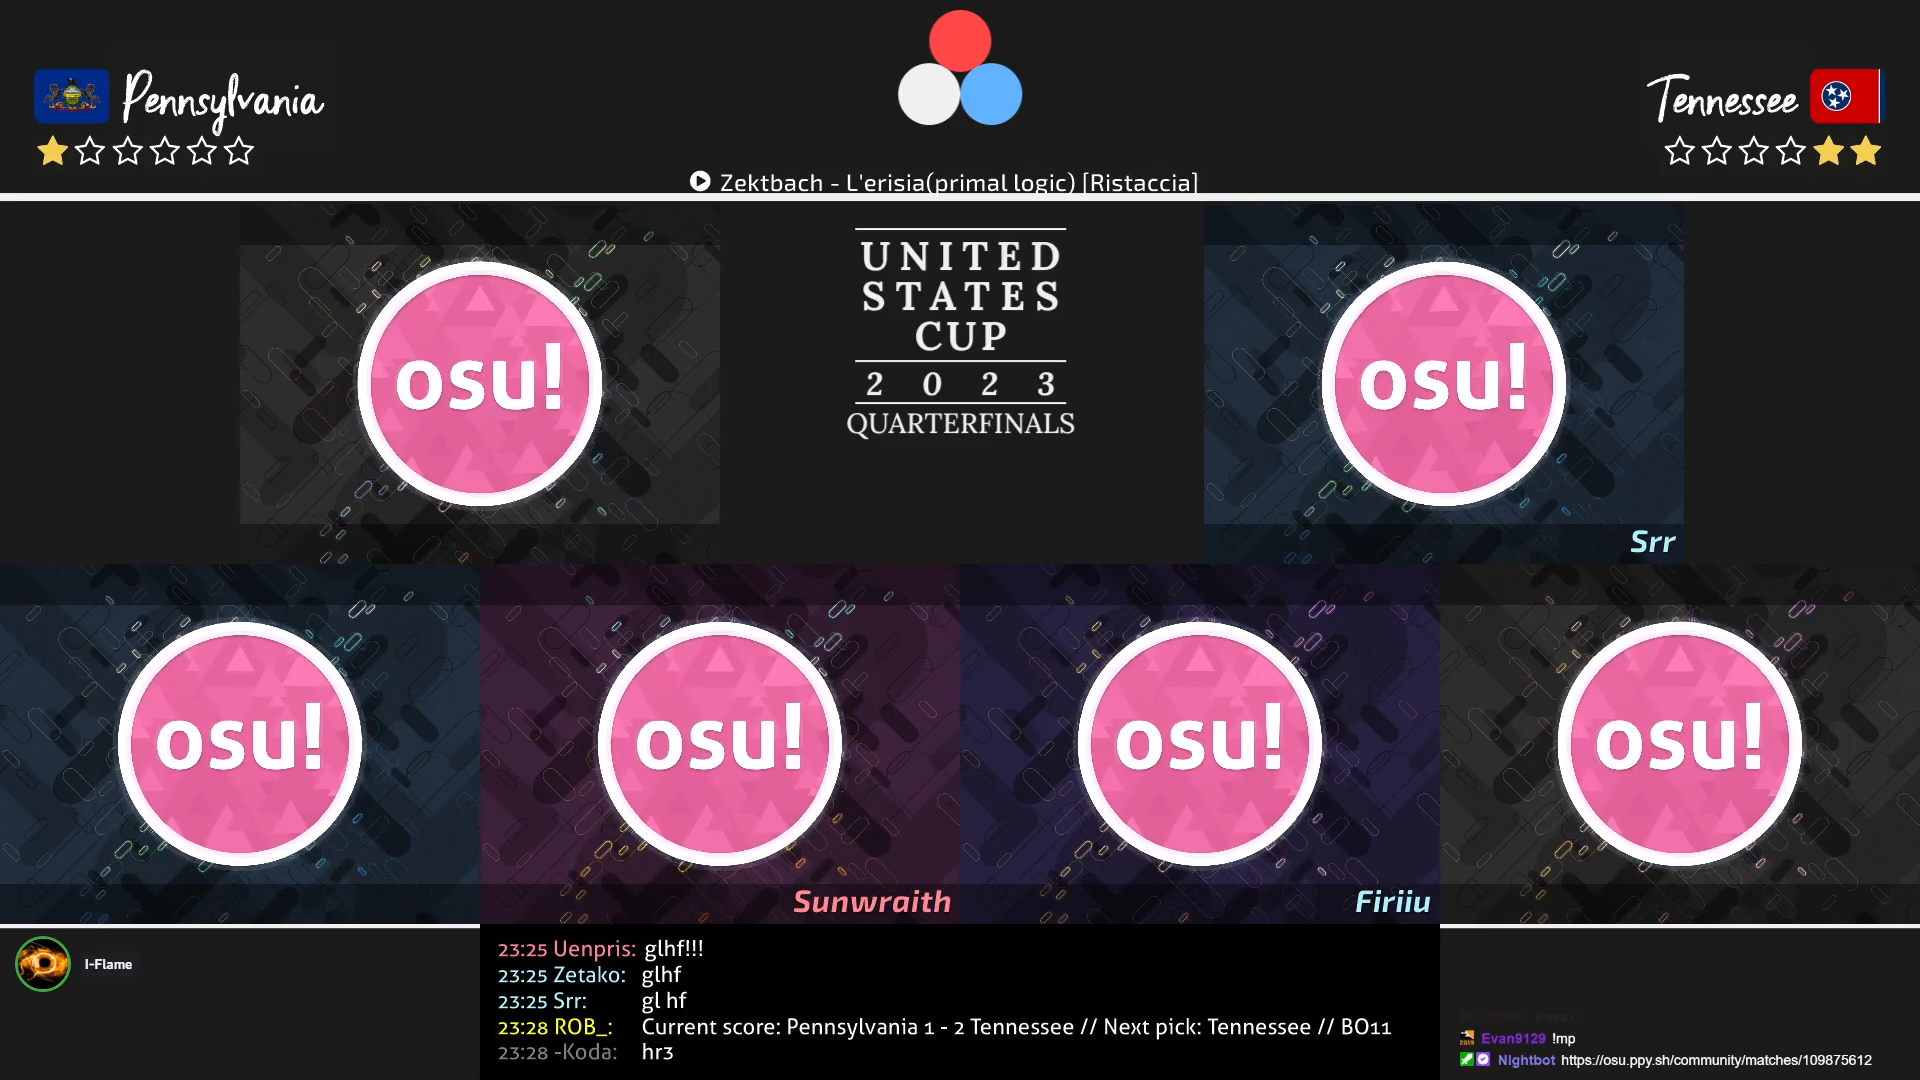 Pennsylvania
Tennessee
Zektbach - L'erisia(primal logic) [Ristaccia]
UNITED
STATES
CUP
2 0 2 3
QUARTERFINALS
osu!
osu!
Srr
osu!
osu!
osu!
osu!
Sunwraith
Firiiu
I-Flame
23:25 Uenpris: glhf!!!
23:25 Zetako: glhf
23:25 Srr: gl hf
23:28 ROB_: Current score: Pennsylvania 1 - 2 Tennessee // Next pick: Tennessee // BO11
23:28 -Koda: hr3
Evan9129 !mp
Nightbot https://osu.ppy.sh/community/matches/109875612